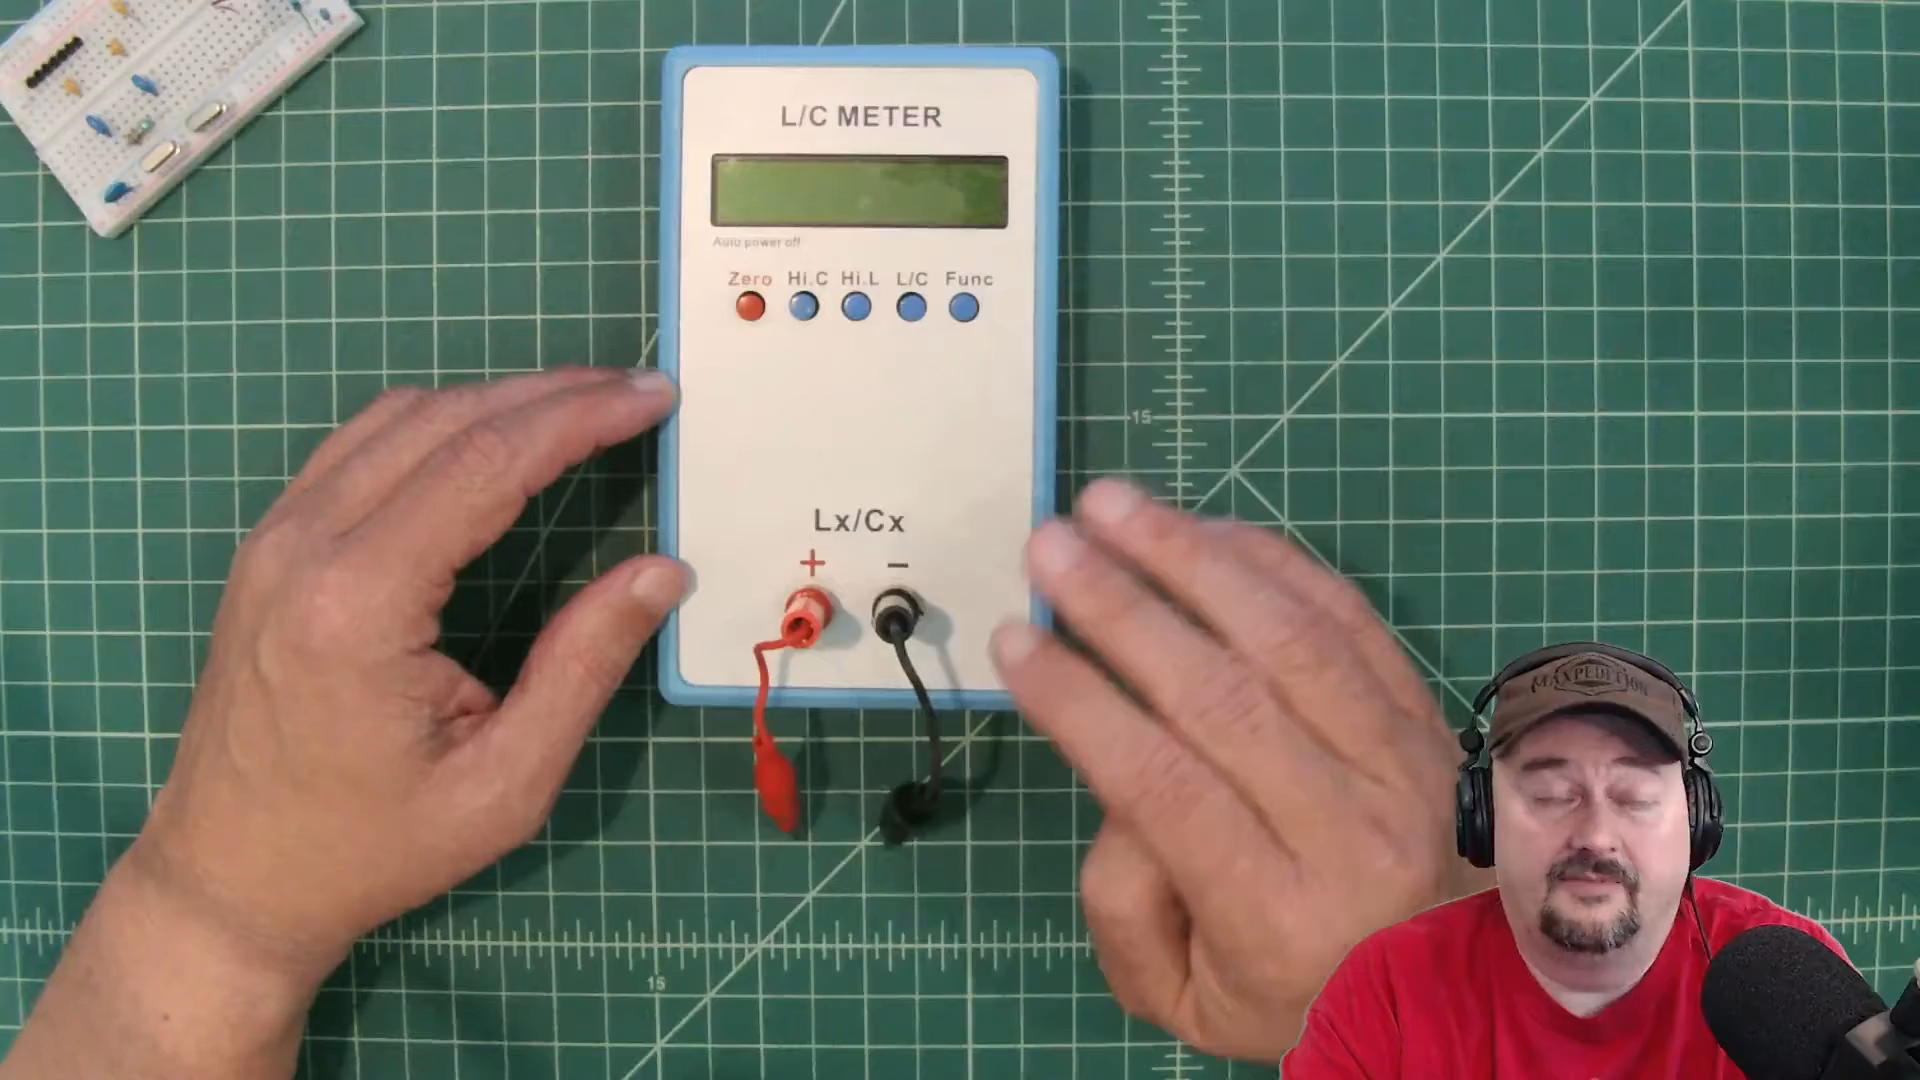 L/C METER
Auto power off
Zero Hi.C Hi.L L/C Func
15
Lx/Cx
+ −
MAXPEDITION
15